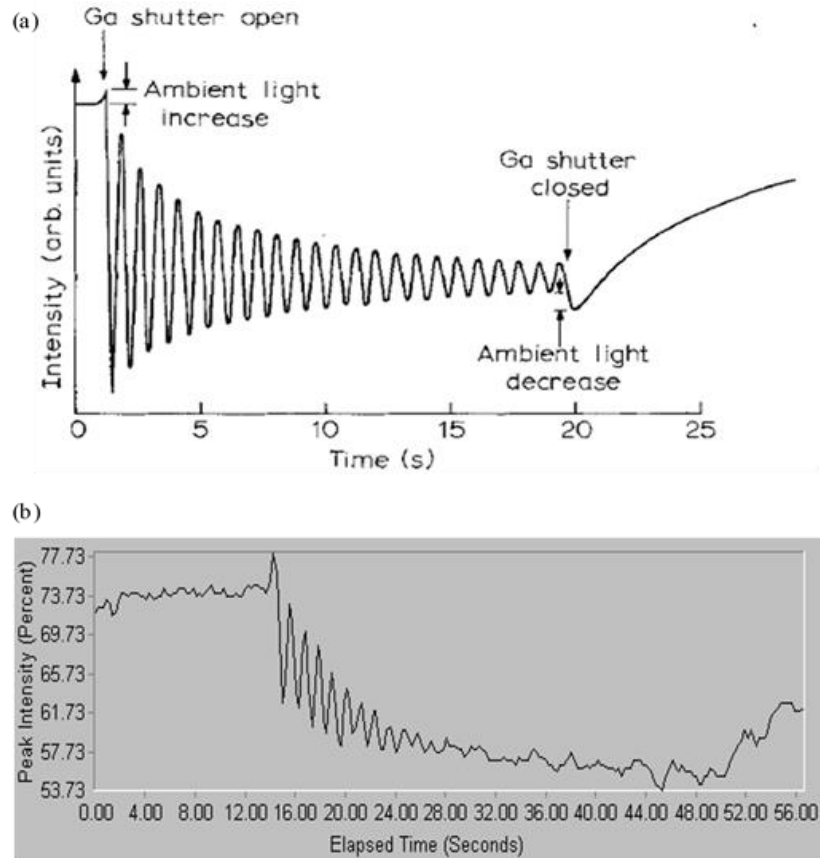 (a)
Ga shutter open
Ambient light
increase
Ga shutter
closed
Ambient light
decrease
Intensity (arb. units)
0 5 10 15 20 25
Time (s)
(b)
Peak Intensity (Percent)
77.73
73.73
69.73
65.73
61.73
57.73
53.73
0.00 4.00 8.00 12.00 16.00 20.00 24.00 28.00 32.00 36.00 40.00 44.00 48.00 52.00 56.00
Elapsed Time (Seconds)